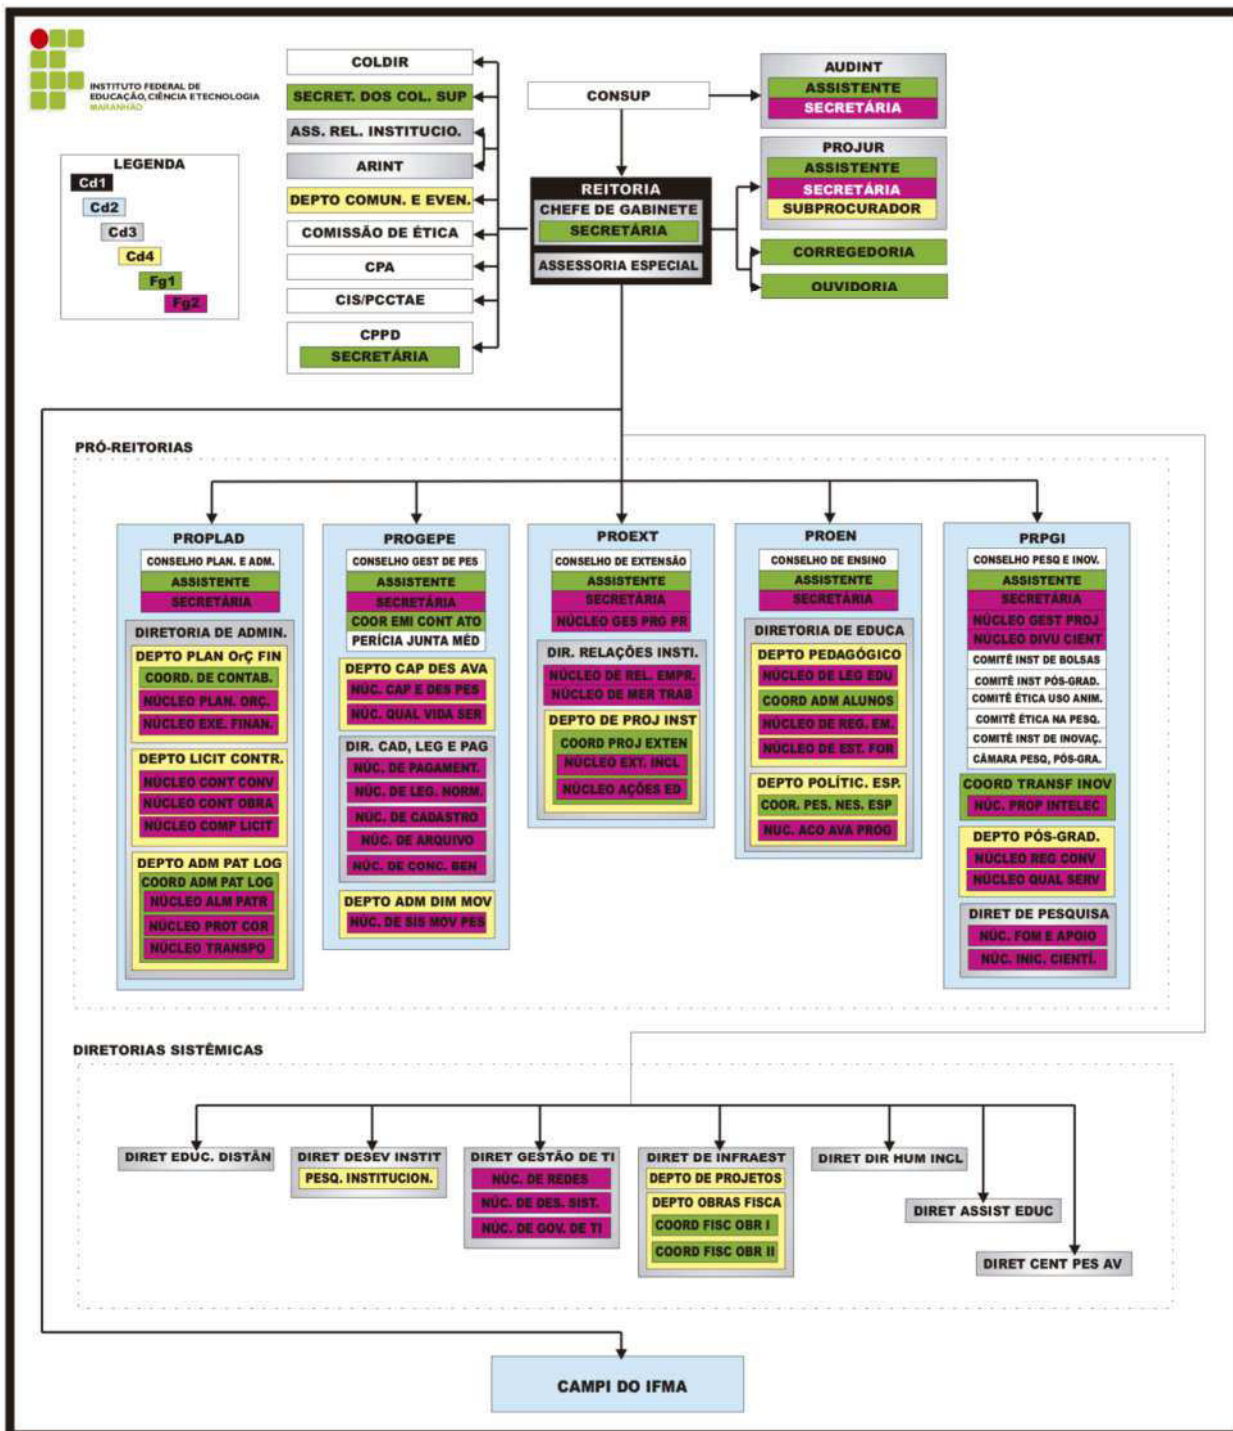 INSTITUTO FEDERAL DE
EDUCAÇÃO, CIÊNCIA E TECNOLOGIA
MARANHÃO
LEGENDA
Cd1
Cd2
Cd3
Cd4
Fg1
Fg2
COLDIR
SECRET. DOS COL. SUP
ASS. REL. INSTITUCIO.
ARINT
DEPTO COMUN. E EVEN.
COMISSÃO DE ÉTICA
CPA
CIS/PCCTAE
CPPD
SECRETÁRIA
CONSUP
REITORIA
CHEFE DE GABINETE
SECRETÁRIA
ASSESSORIA ESPECIAL
AUDINT
ASSISTENTE
SECRETÁRIA
PROJUR
ASSISTENTE
SECRETÁRIA
SUBPROCURADOR
CORREGEDORIA
OUVIDORIA
PRÓ-REITORIAS
PROPLAD
CONSELHO PLAN. E ADM.
ASSISTENTE
SECRETÁRIA
DIRETORIA DE ADMIN.
DEPTO PLAN OrÇ FIN
COORD. DE CONTAB.
NÚCLEO PLAN. ORÇ.
NÚCLEO EXE. FINAN.
DEPTO LICIT CONTR.
NÚCLEO CONT CONV
NÚCLEO CONT OBRA
NÚCLEO COMP LICIT
DEPTO ADM PAT LOG
COORD ADM PAT LOG
NÚCLEO ALM PATR
NÚCLEO PROT COR
NÚCLEO TRANSPO
PROGEPE
CONSELHO GEST DE PES
ASSISTENTE
SECRETÁRIA
COOR EMI CONT ATO
PERÍCIA JUNTA MÉD
DEPTO CAP DES AVA
NÚC. CAP E DES PES
NÚC. QUAL VIDA SER
DIR. CAD, LEG E PAG
NÚC. DE PAGAMENT.
NÚC. DE LEG. NORM.
NÚC. DE CADASTRO
NÚC. DE ARQUIVO
NÚC. DE CONC. BEN
DEPTO ADM DIM MOV
NÚC. DE SIS MOV PES
PROEXT
CONSELHO DE EXTENSÃO
ASSISTENTE
SECRETÁRIA
NÚCLEO GES PRG PR
DIR. RELAÇÕES INSTI.
NÚCLEO DE REL. EMPR.
NÚCLEO DE MER TRAB
DEPTO DE PROJ INST
COORD PROJ EXTEN
NÚCLEO EXT. INCL
NÚCLEO AÇÕES ED
PROEN
CONSELHO DE ENSINO
ASSISTENTE
SECRETÁRIA
DIRETORIA DE EDUCA
DEPTO PEDAGÓGICO
NÚCLEO DE LEG EDU
COORD ADM ALUNOS
NÚCLEO DE REG. EM.
NÚCLEO DE EST. FOR
DEPTO POLÍTIC. ESP.
COOR. PES. NES. ESP
NUC. ACO AVA PROG
PRPGI
CONSELHO PESQ E INOV.
ASSISTENTE
SECRETÁRIA
NÚCLEO GEST PROJ
NÚCLEO DIVU CIENT
COMITÊ INST DE BOLSAS
COMITÊ INST PÓS-GRAD.
COMITÊ ÉTICA USO ANIM.
COMITÊ ÉTICA NA PESQ.
COMITÊ INST DE INOVAÇ.
CÂMARA PESQ, PÓS-GRA.
COORD TRANSF INOV
NÚC. PROP INTELEC
DEPTO PÓS-GRAD.
NÚCLEO REG CONV
NÚCLEO QUAL SERV
DIRET DE PESQUISA
NÚC. FOM E APOIO
NÚC. INIC. CIENTÍ.
DIRETORIAS SISTÊMICAS
DIRET EDUC. DISTÂN
DIRET DESEV INSTIT
PESQ. INSTITUCION.
DIRET GESTÃO DE TI
NÚC. DE REDES
NÚC. DE DES. SIST.
NÚC. DE GOV. DE TI
DIRET DE INFRAEST
DEPTO DE PROJETOS
DEPTO OBRAS FISCA
COORD FISC OBR I
COORD FISC OBR II
DIRET DIR HUM INCL
DIRET ASSIST EDUC
DIRET CENT PES AV
CAMPI DO IFMA